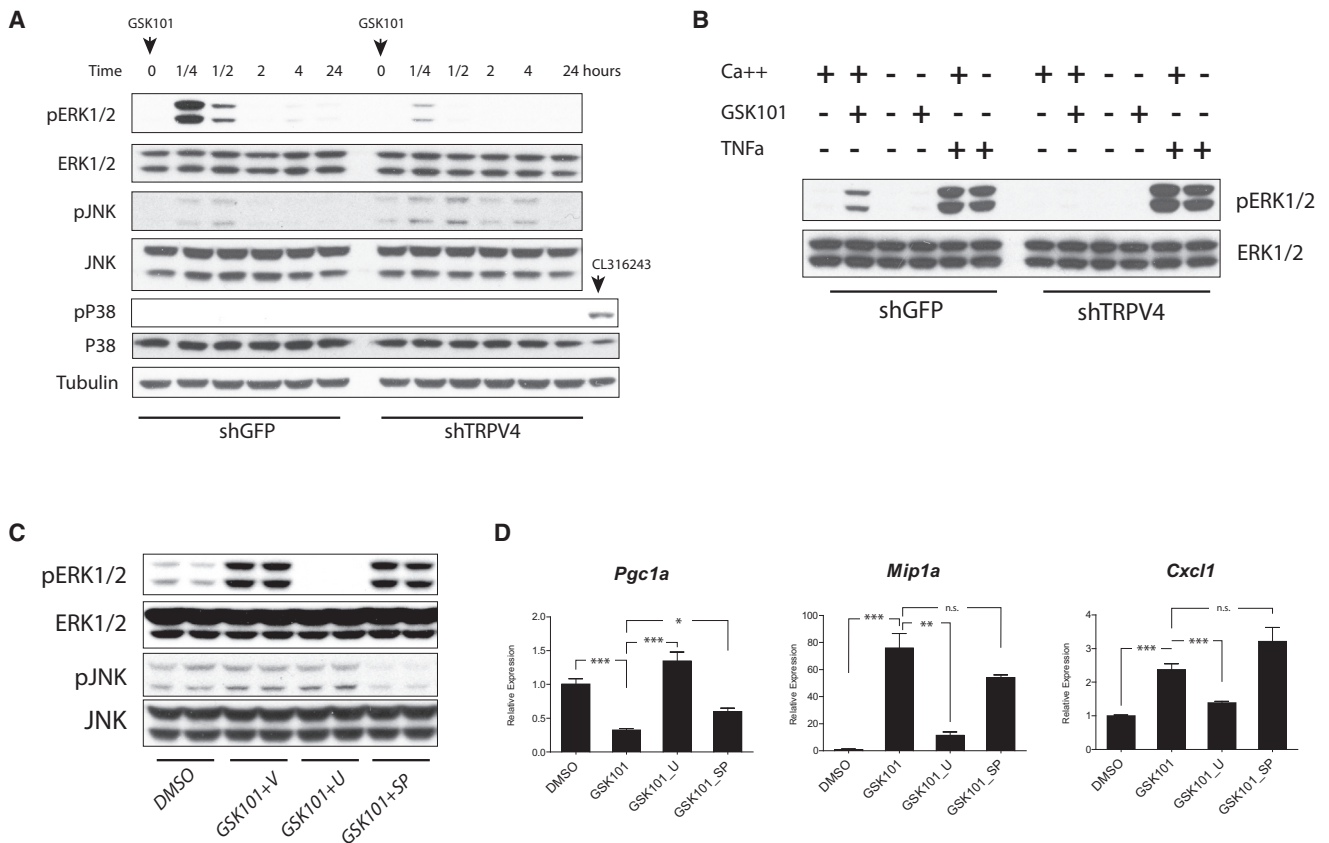 A
GSK101 GSK101
Time 0 1/4 1/2 2 4 24 0 1/4 1/2 2 4 24 hours
pERK1/2
ERK1/2
pJNK
JNK
CL316243
pP38
P38
Tubulin
shGFP shTRPV4
B
Ca++ + + - - + - + + - - + -
GSK101 - + - + - - - + - + - -
TNFa - - - - + + - - - - + +
pERK1/2
ERK1/2
shGFP shTRPV4
C
pERK1/2
ERK1/2
pJNK
JNK
DMSO GSK101+V GSK101+U GSK101+SP
D
Pgc1a
Relative Expression
2.0
1.5
1.0
0.5
0.0
*** *** *
DMSO GSK101 GSK101_U GSK101_SP
Mip1a
Relative Expression
100
80
60
40
20
0
*** ** n.s.
DMSO GSK101 GSK101_U GSK101_SP
Cxcl1
Relative Expression
4
3
2
1
0
*** *** n.s.
DMSO GSK101 GSK101_U GSK101_SP